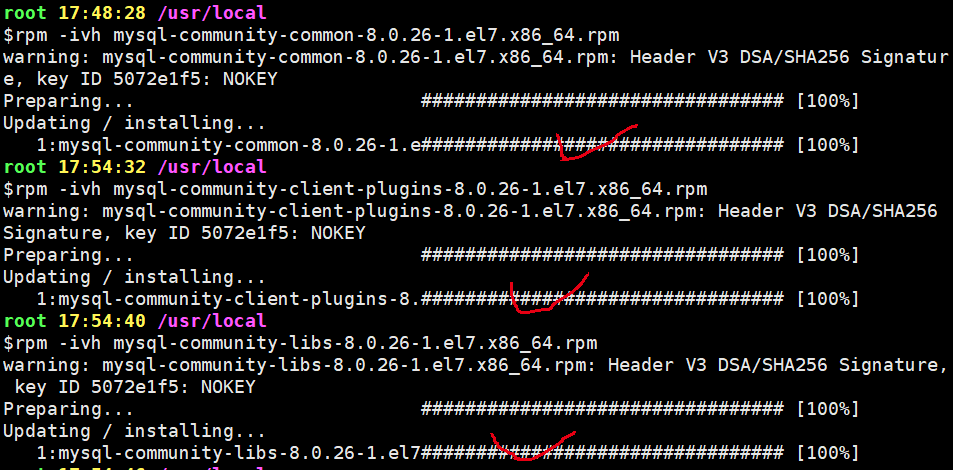 root 17:48:28 /usr/local
$rpm -ivh mysql-community-common-8.0.26-1.el7.x86_64.rpm
warning: mysql-community-common-8.0.26-1.el7.x86_64.rpm: Header V3 DSA/SHA256 Signatur
e, key ID 5072e1f5: NOKEY
Preparing... ################################# [100%]
Updating / installing...
1:mysql-community-common-8.0.26-1.e################################# [100%]
root 17:54:32 /usr/local
$rpm -ivh mysql-community-client-plugins-8.0.26-1.el7.x86_64.rpm
warning: mysql-community-client-plugins-8.0.26-1.el7.x86_64.rpm: Header V3 DSA/SHA256
Signature, key ID 5072e1f5: NOKEY
Preparing... ################################# [100%]
Updating / installing...
1:mysql-community-client-plugins-8.################################# [100%]
root 17:54:40 /usr/local
$rpm -ivh mysql-community-libs-8.0.26-1.el7.x86_64.rpm
warning: mysql-community-libs-8.0.26-1.el7.x86_64.rpm: Header V3 DSA/SHA256 Signature,
key ID 5072e1f5: NOKEY
Preparing... ################################# [100%]
Updating / installing...
1:mysql-community-libs-8.0.26-1.el7################################# [100%]